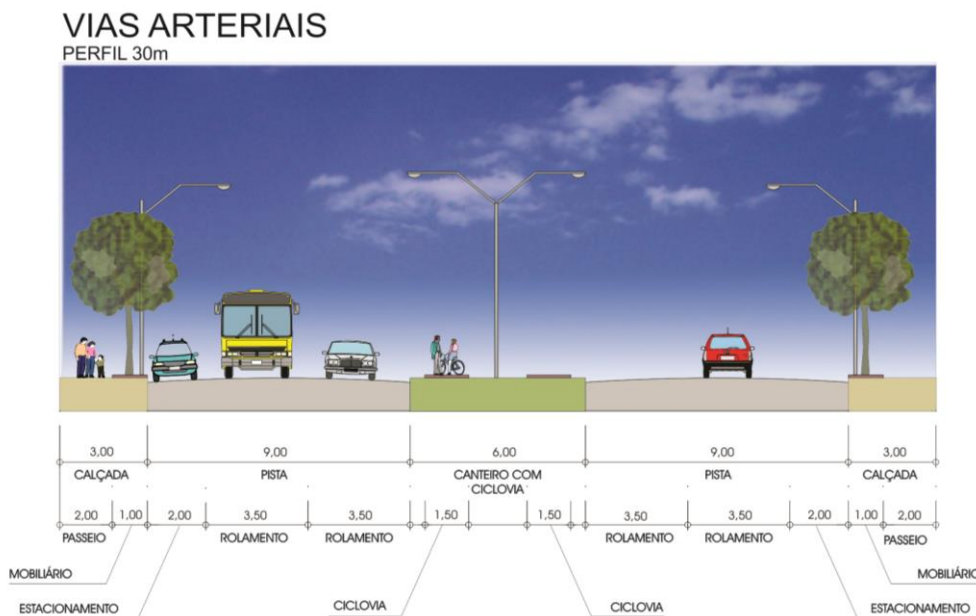 VIAS ARTERIAIS
PERFIL 30m
3,00 9,00 6,00 9,00 3,00
CALÇADA PISTA CANTEIRO COM PISTA CALÇADA
CICLOVIA
2,00 1,00 2,00 3,50 3,50 1,50 1,50 3,50 3,50 2,00 1,00 2,00
PASSEIO ROLAMENTO ROLAMENTO ROLAMENTO ROLAMENTO PASSEIO
MOBILIÁRIO MOBILIÁRIO
ESTACIONAMENTO CICLOVIA CICLOVIA ESTACIONAMENTO